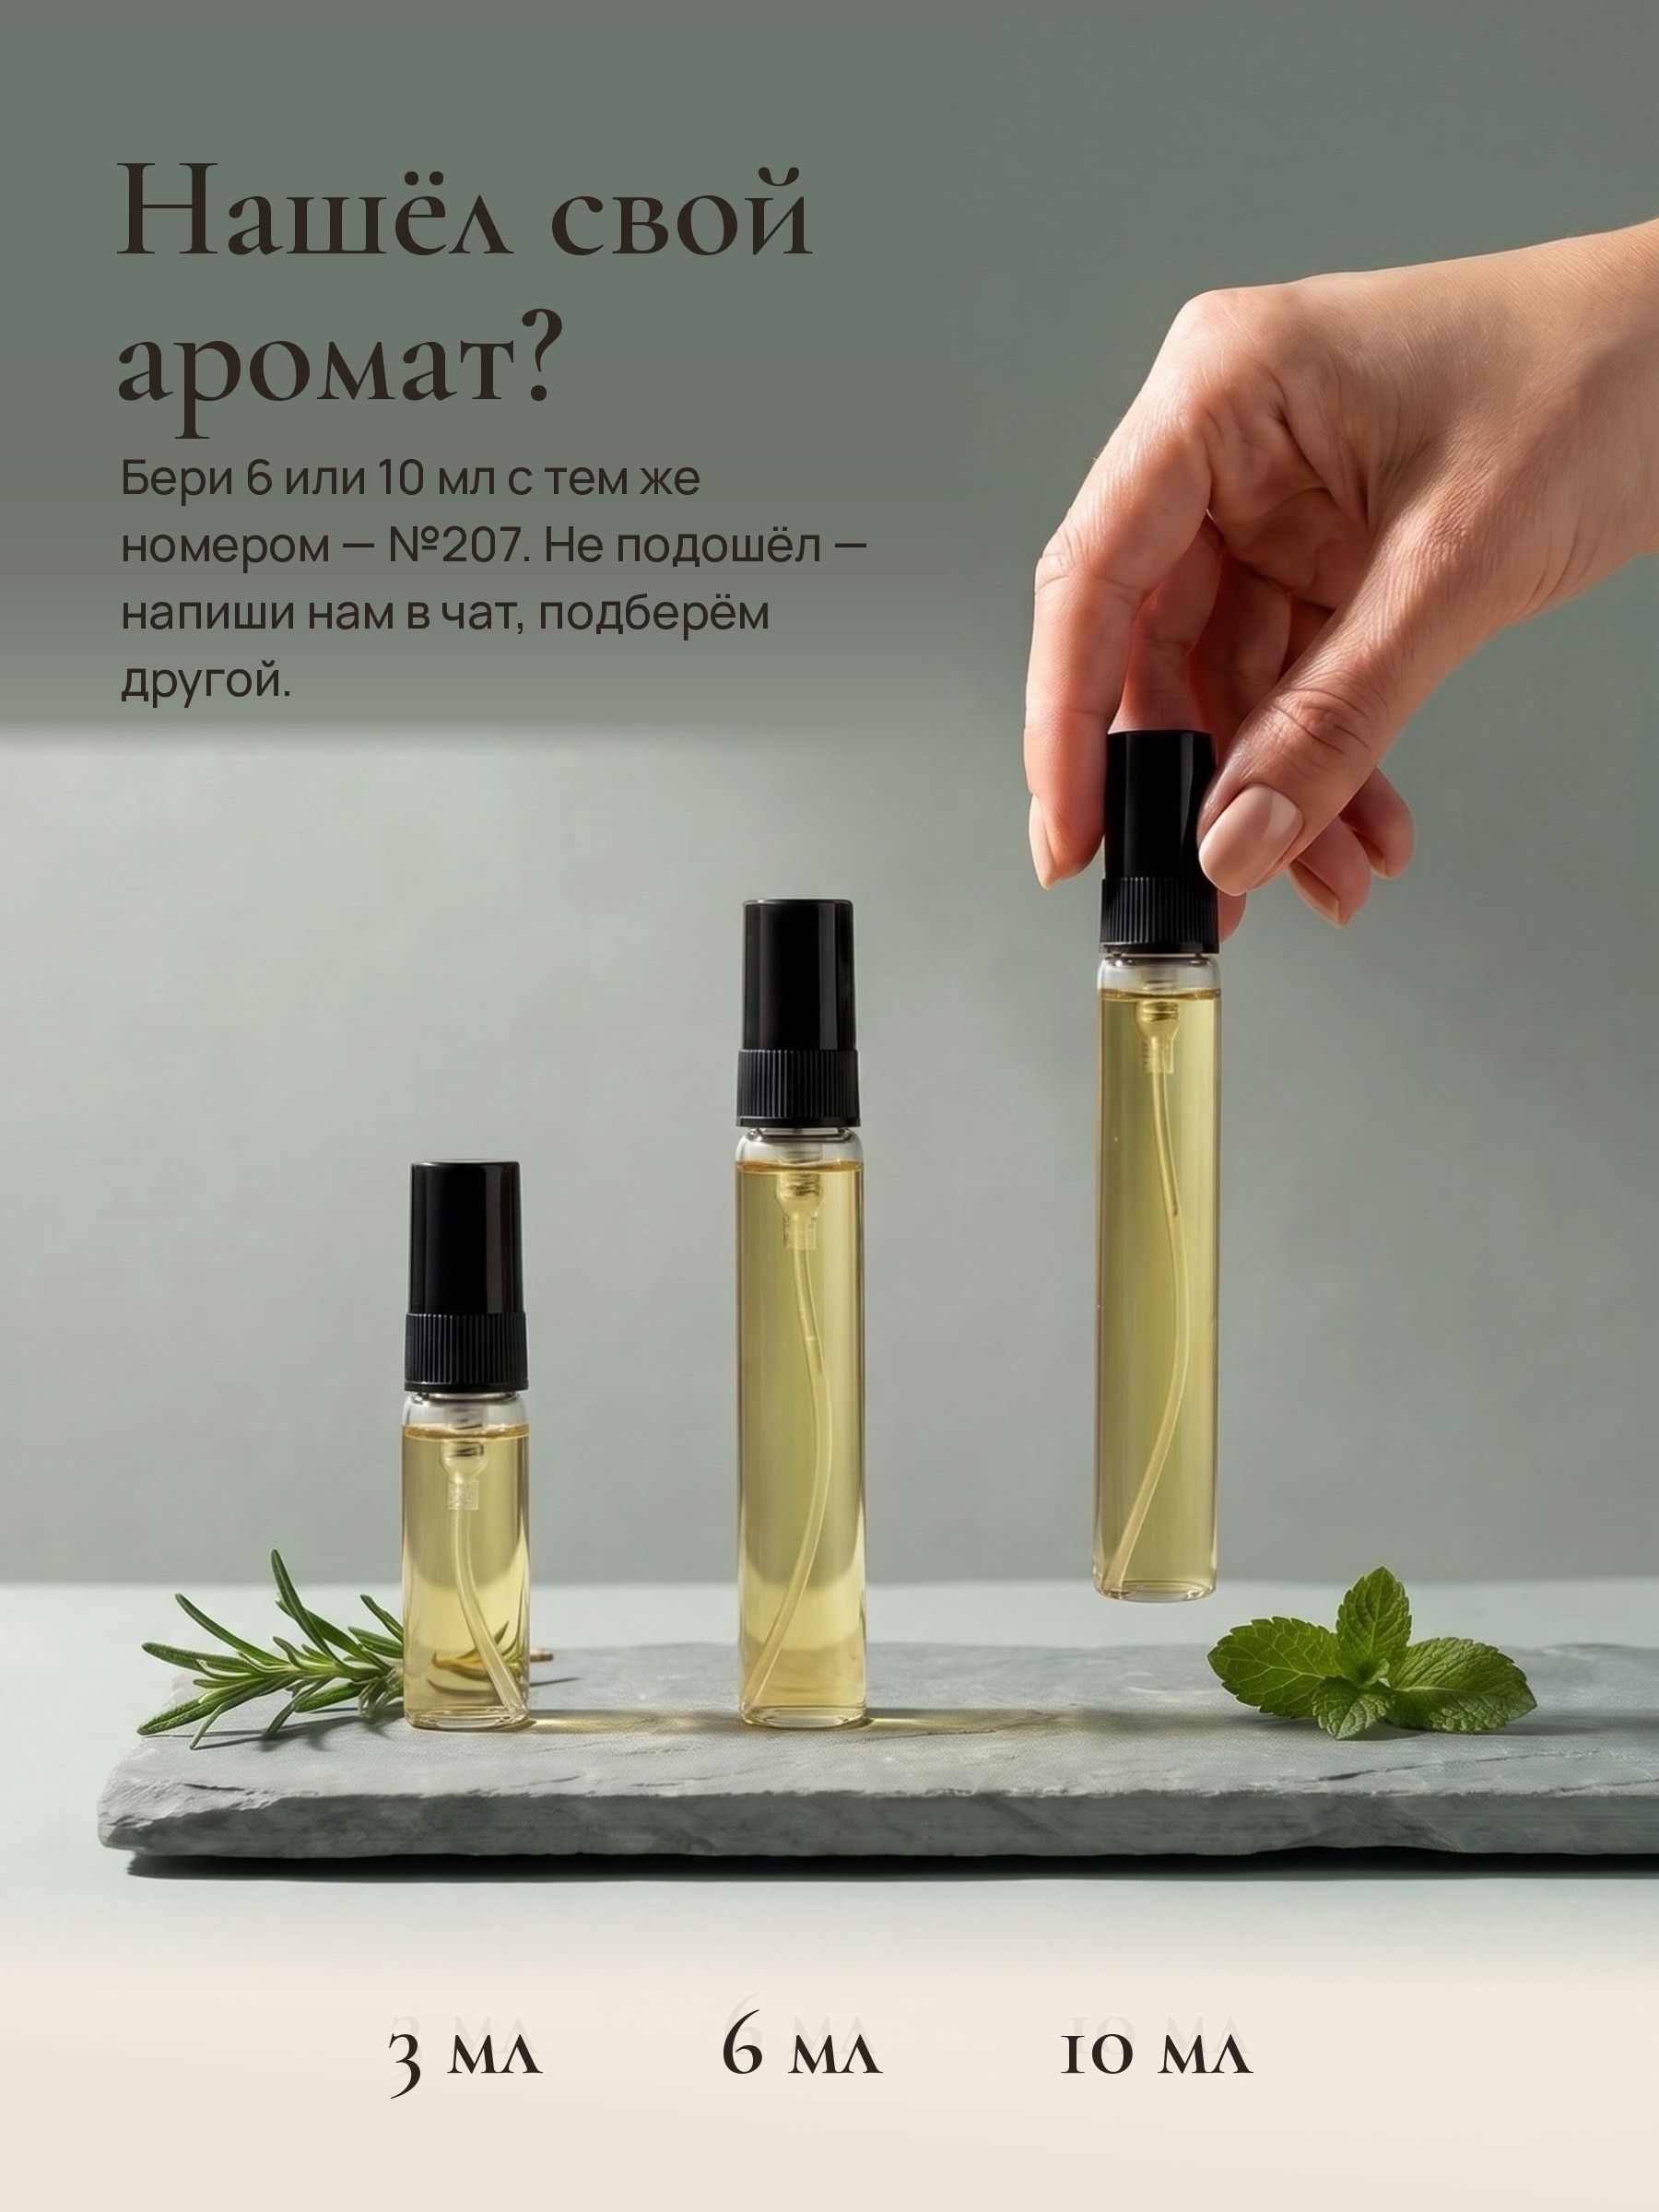 Нашёл свой
аромат?
Бери 6 или 10 мл с тем же
номером — №207. Не подошёл —
напиши нам в чат, подберём
другой.
3 мл 6 мл 10 мл